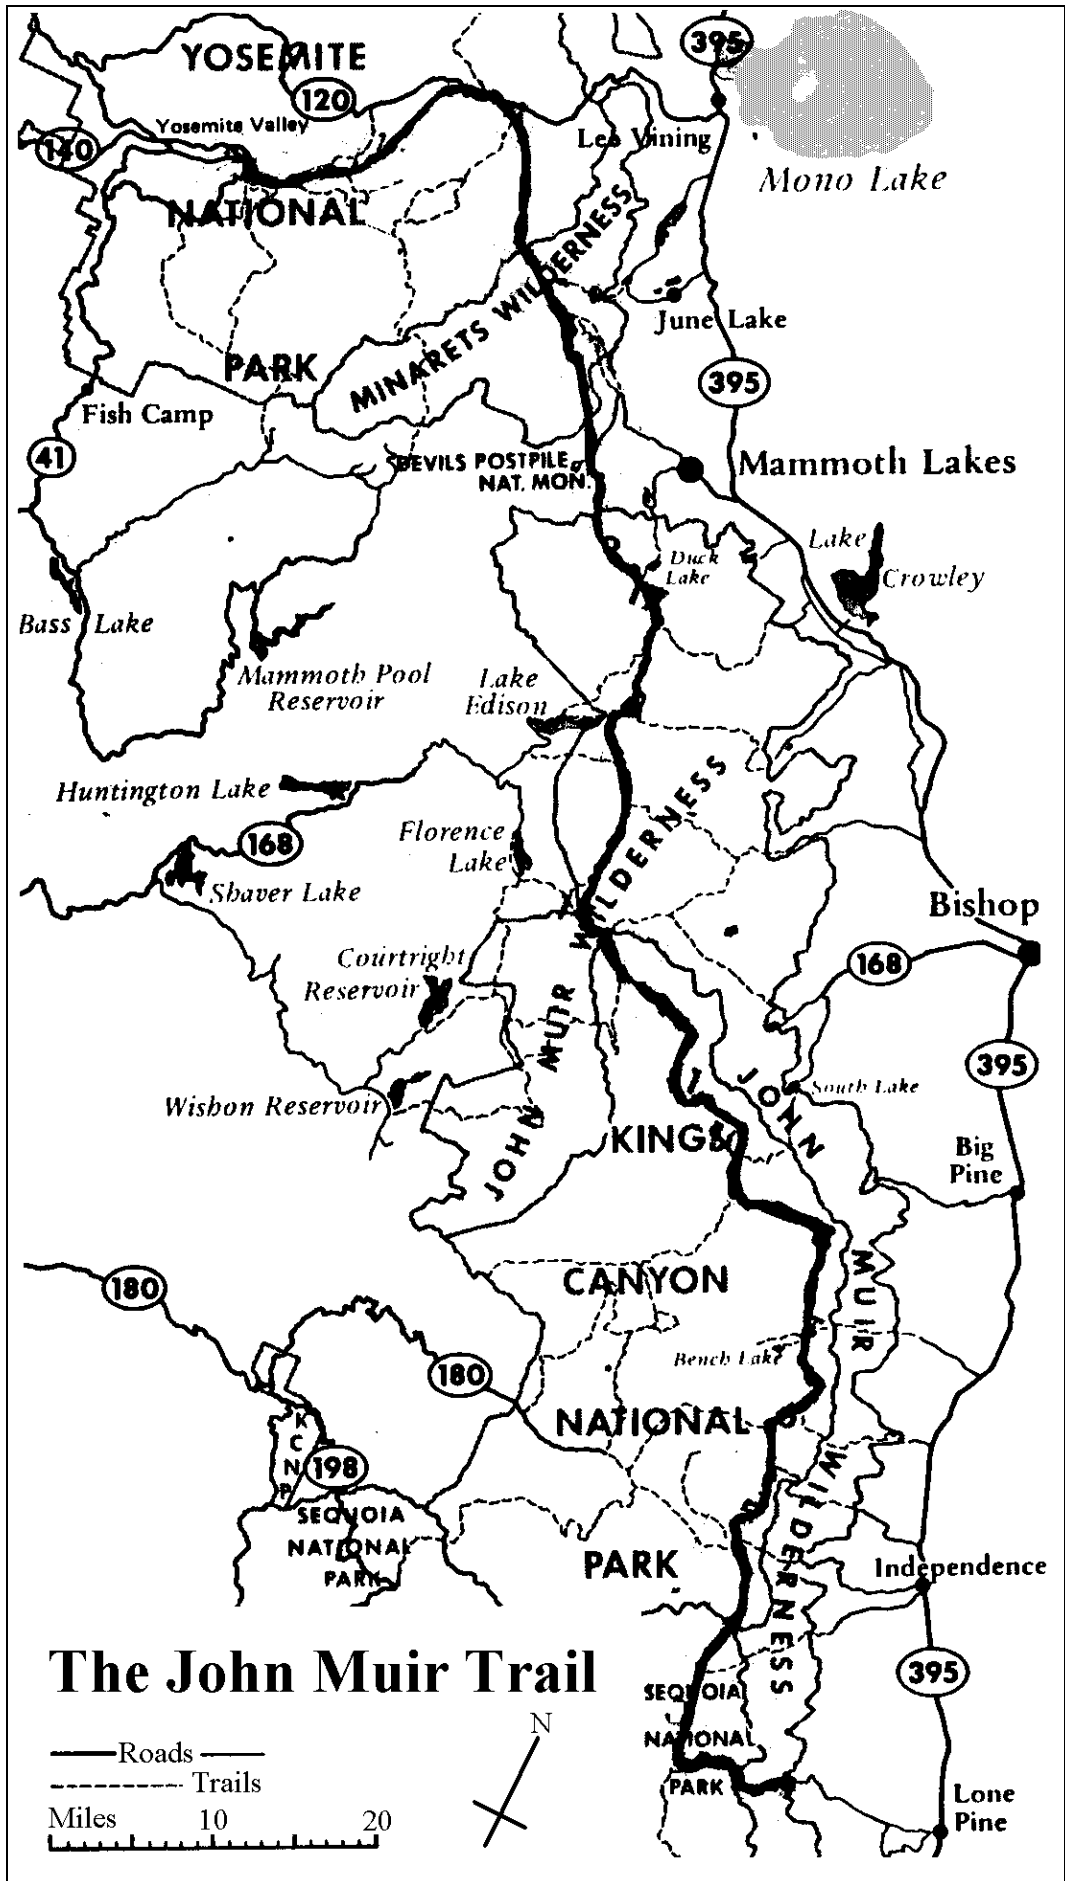 YOSEMITE
395
120
Yosemite Valley
140
Lee Vining
Mono Lake
NATIONAL
MINARETS WILDERNESS
June Lake
PARK
395
Fish Camp
41
DEVILS POSTPILE
NAT. MON.
Mammoth Lakes
Duck
Lake
Lake
Crowley
Bass Lake
Mammoth Pool
Reservoir
Lake
Edison
Huntington Lake
168
Florence
Lake
Shaver Lake
JOHN MUIR WILDERNESS
Bishop
168
Courtright
Reservoir
395
Wishon Reservoir
South Lake
KINGS
Big
Pine
JOHN MUIR WILDERNESS
CANYON
180
Bench Lake
180
NATIONAL
KCNP
198
SEQUOIA
NATIONAL
PARK
PARK
Independence
395
SEQUOIA
NATIONAL
PARK
Lone
Pine
The John Muir Trail
N
Roads
Trails
Miles 10 20